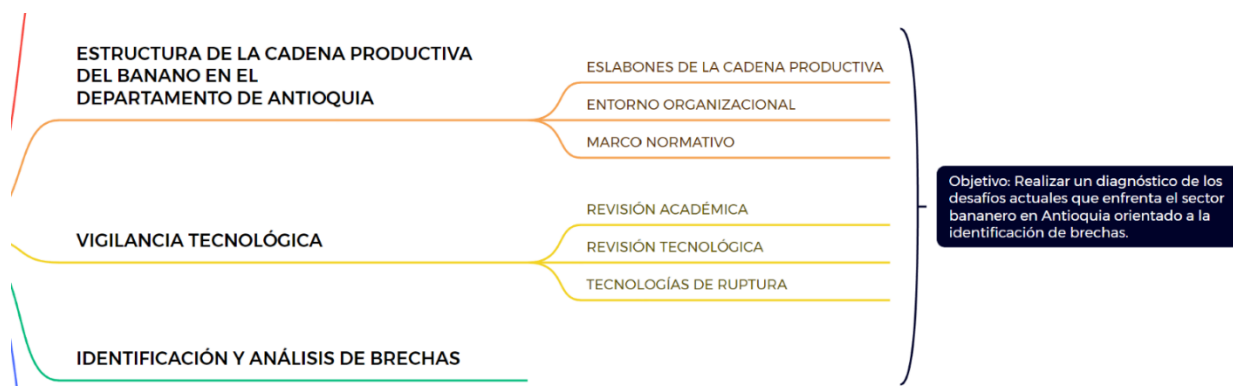 ESTRUCTURA DE LA CADENA PRODUCTIVA
DEL BANANO EN EL
DEPARTAMENTO DE ANTIOQUIA
ESLABONES DE LA CADENA PRODUCTIVA
ENTORNO ORGANIZACIONAL
MARCO NORMATIVO
VIGILANCIA TECNOLÓGICA
REVISIÓN ACADÉMICA
REVISIÓN TECNOLÓGICA
TECNOLOGÍAS DE RUPTURA
IDENTIFICACIÓN Y ANÁLISIS DE BRECHAS
Objetivo: Realizar un diagnóstico de los
desafíos actuales que enfrenta el sector
bananero en Antioquia orientado a la
identificación de brechas.